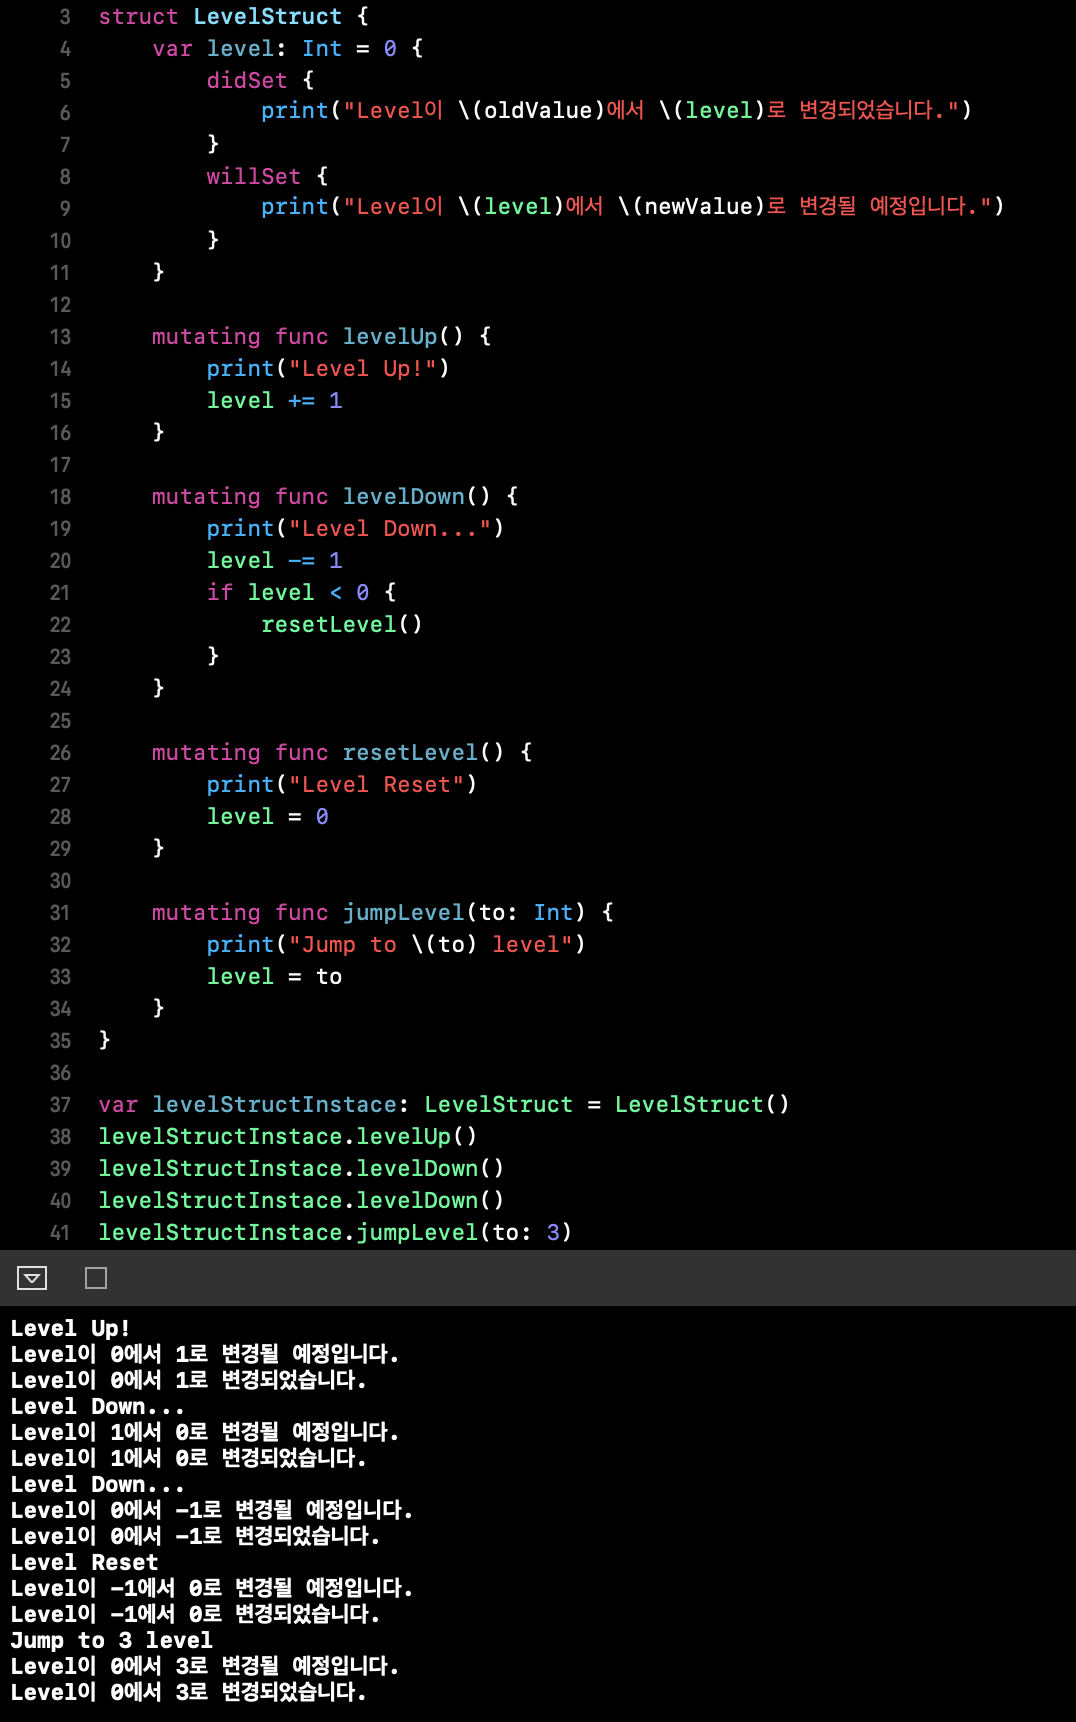 3 struct LevelStruct {
4     var level: Int = 0 {
5         didSet {
6             print("Level이 \(oldValue)에서 \(level)로 변경되었습니다.")
7         }
8         willSet {
9             print("Level이 \(level)에서 \(newValue)로 변경될 예정입니다.")
10         }
11     }
12
13     mutating func levelUp() {
14         print("Level Up!")
15         level += 1
16     }
17
18     mutating func levelDown() {
19         print("Level Down...")
20         level -= 1
21         if level < 0 {
22             resetLevel()
23         }
24     }
25
26     mutating func resetLevel() {
27         print("Level Reset")
28         level = 0
29     }
30
31     mutating func jumpLevel(to: Int) {
32         print("Jump to \(to) level")
33         level = to
34     }
35 }
36
37 var levelStructInstace: LevelStruct = LevelStruct()
38 levelStructInstace.levelUp()
39 levelStructInstace.levelDown()
40 levelStructInstace.levelDown()
41 levelStructInstace.jumpLevel(to: 3)
Level Up!
Level이 0에서 1로 변경될 예정입니다.
Level이 0에서 1로 변경되었습니다.
Level Down...
Level이 1에서 0로 변경될 예정입니다.
Level이 1에서 0로 변경되었습니다.
Level Down...
Level이 0에서 -1로 변경될 예정입니다.
Level이 0에서 -1로 변경되었습니다.
Level Reset
Level이 -1에서 0로 변경될 예정입니다.
Level이 -1에서 0로 변경되었습니다.
Jump to 3 level
Level이 0에서 3로 변경될 예정입니다.
Level이 0에서 3로 변경되었습니다.